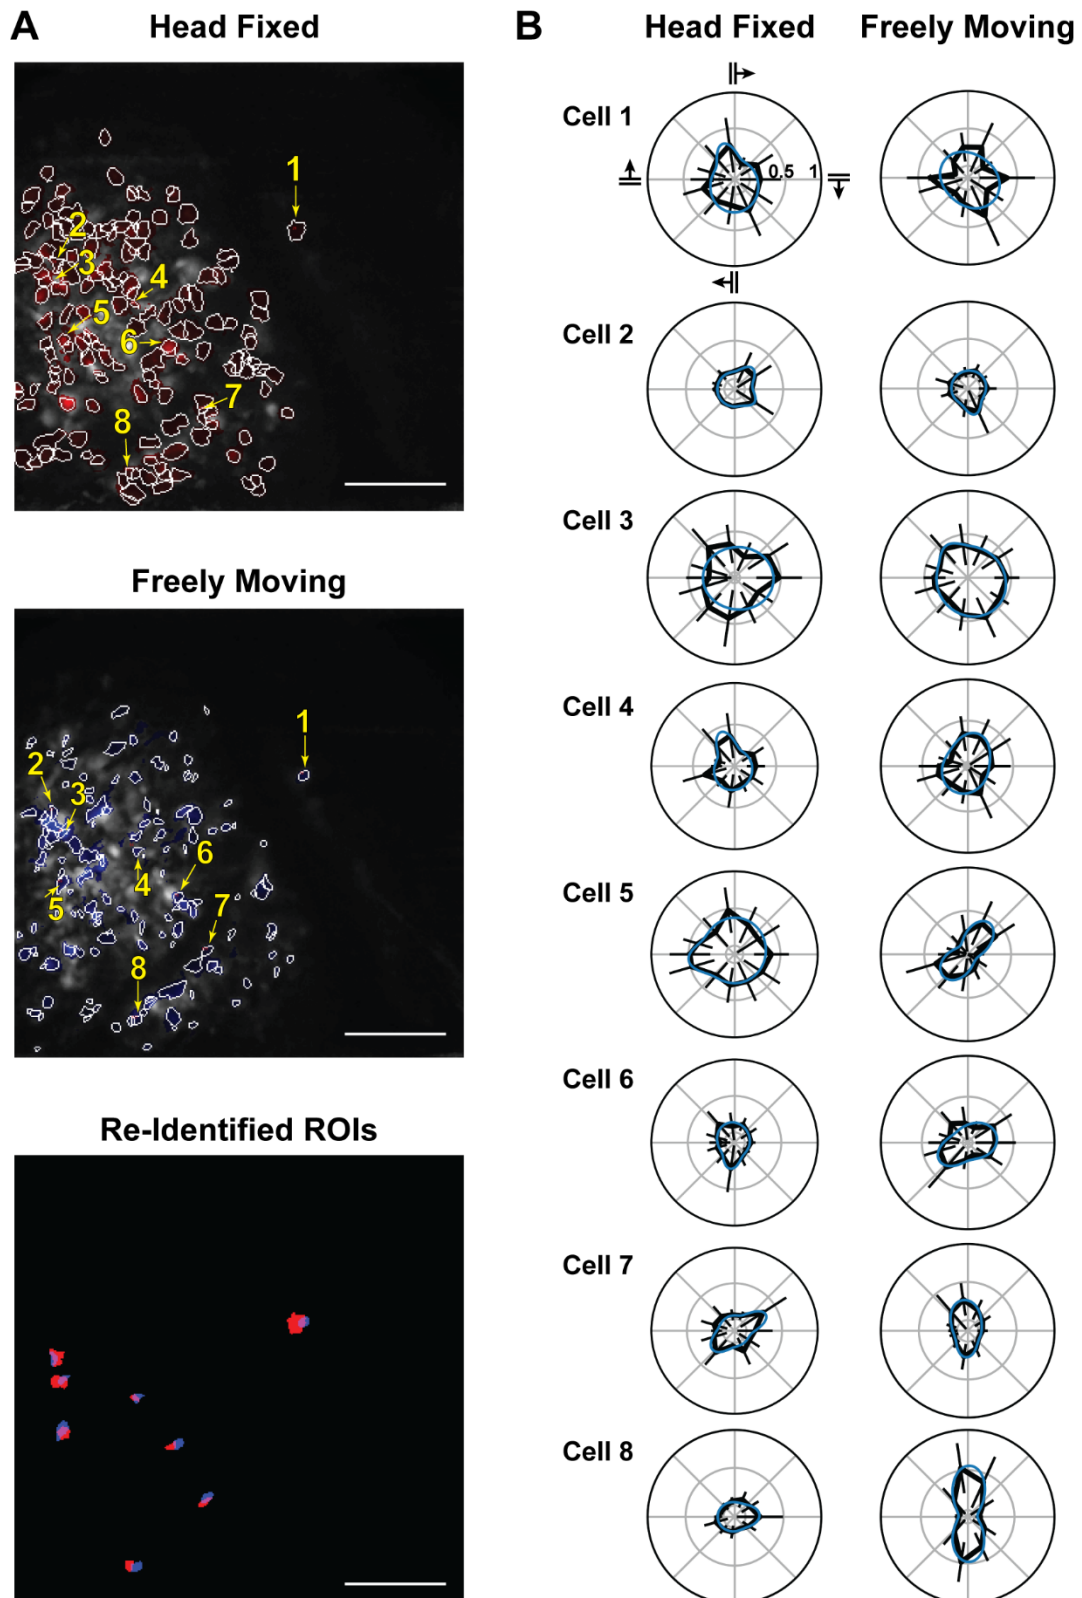 A Head Fixed
1
2
3
4
5
6
7
8
Freely Moving
1
2
3
4
6
5
7
8
Re-Identified ROIs
B Head Fixed Freely Moving
Cell 1
0.5 1
Cell 2
Cell 3
Cell 4
Cell 5
Cell 6
Cell 7
Cell 8